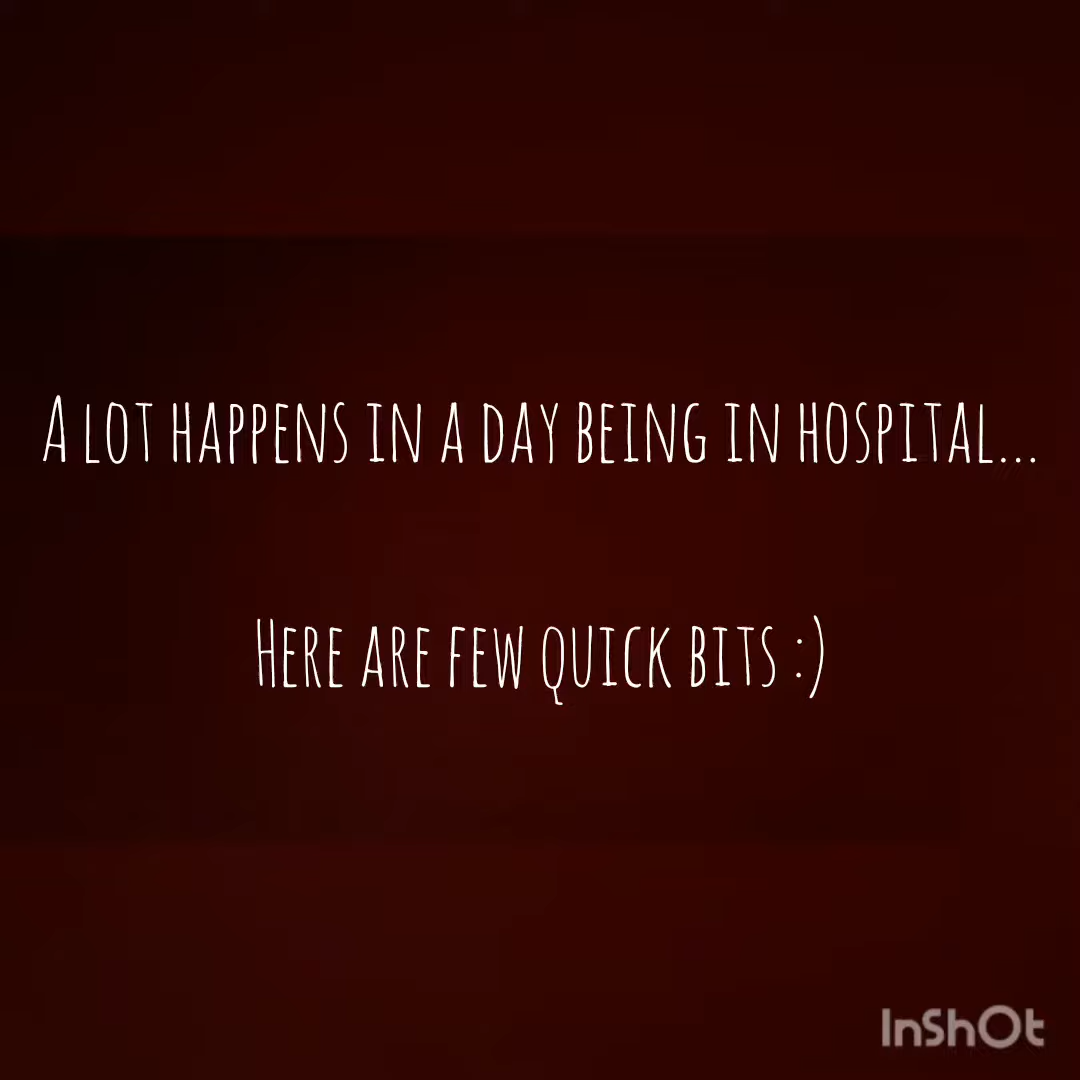 A lot happens in a day being in hospital...
Here are few quick bits :)
InShOt